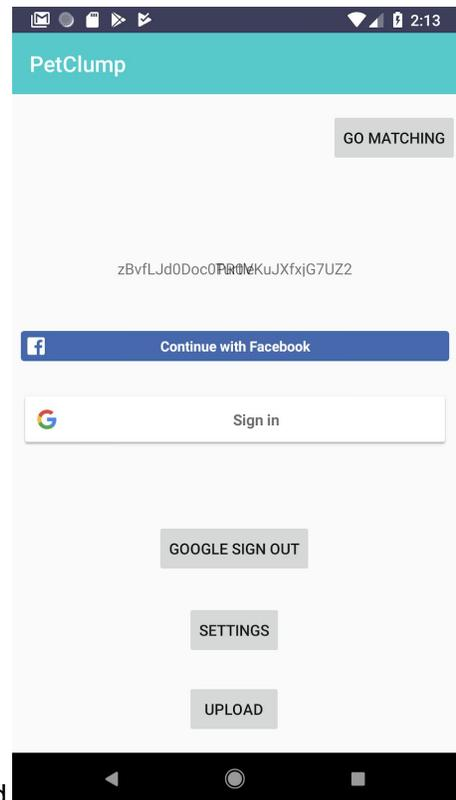 2:13
PetClump
GO MATCHING
Continue with Facebook
Sign in
GOOGLE SIGN OUT
SETTINGS
UPLOAD